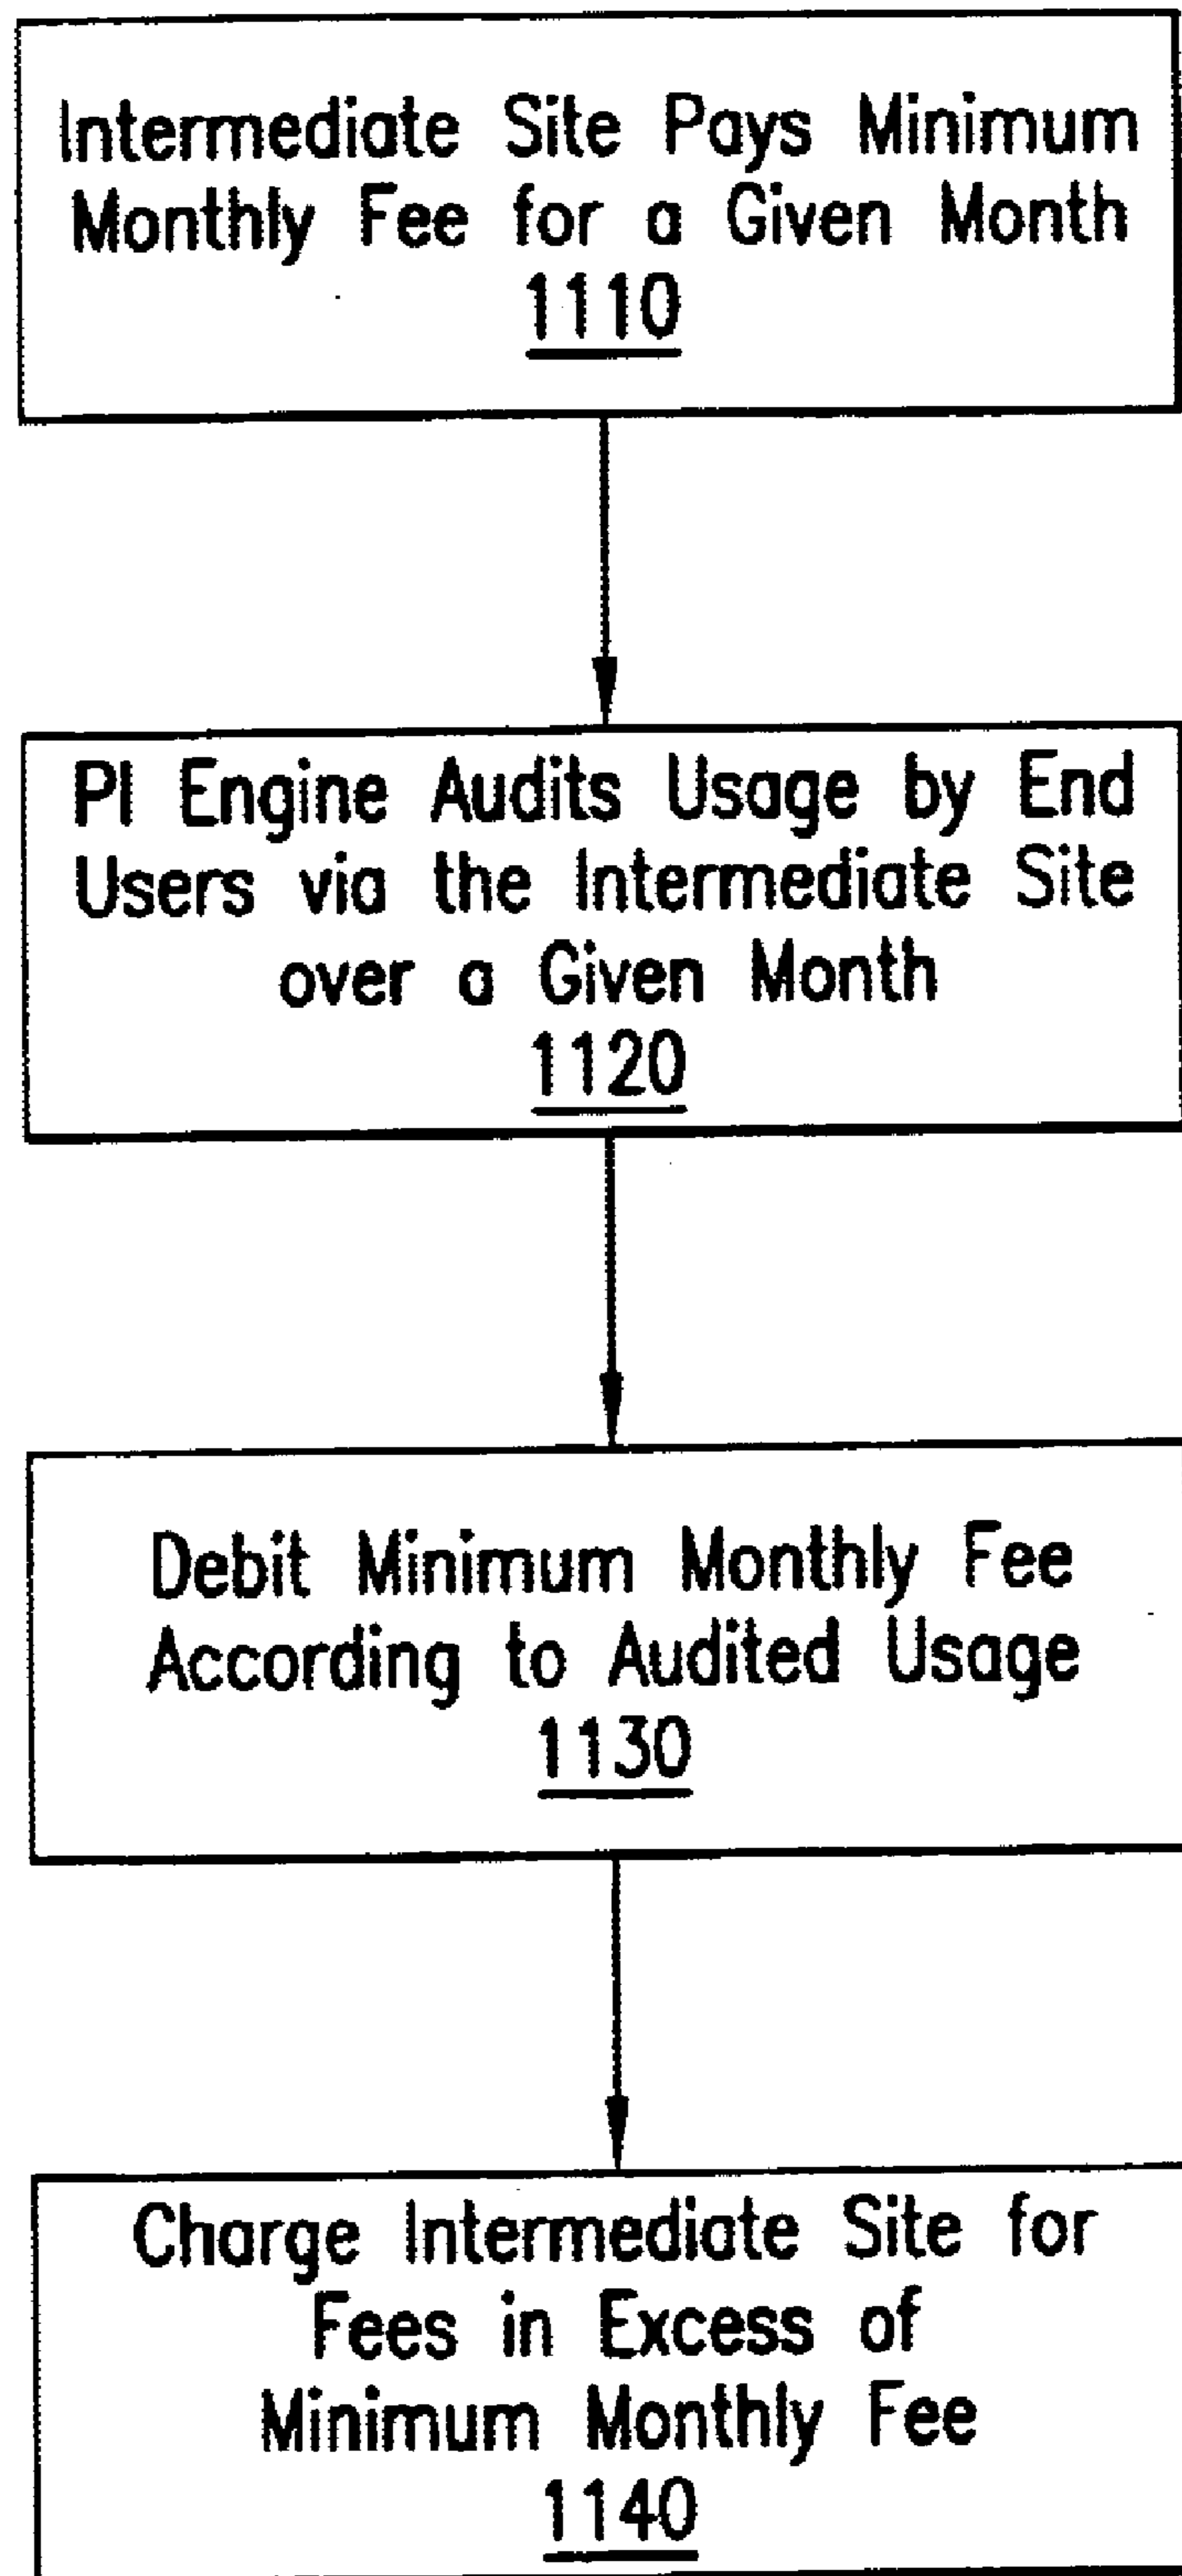 Intermediate Site Pays Minimum
Monthly Fee for a Given Month
1110
PI Engine Audits Usage by End
Users via the Intermediate Site
over a Given Month
1120
Debit Minimum Monthly Fee
According to Audited Usage
1130
Charge Intermediate Site for
Fees in Excess of
Minimum Monthly Fee
1140